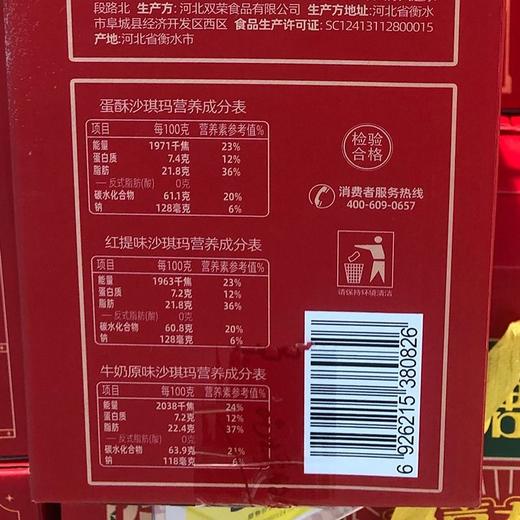 段路北 生产方：河北双荣食品有限公司 生产方地址：河北省衡水
市阜城县经济开发区西区 食品生产许可证：SC12413112800015
产地：河北省衡水市
蛋酥沙琪玛营养成分表
项目 每100克 营养素参考值%
能量 1971千焦 23%
蛋白质 7.4克 12%
脂肪 21.8克 36%
—反式脂肪(酸) 0克
碳水化合物 61.1克 20%
钠 128毫克 6%
检验
合格
消费者服务热线
400-609-0657
红提味沙琪玛营养成分表
项目 每100克 营养素参考值%
能量 1963千焦 23%
蛋白质 7.2克 12%
脂肪 21.8克 36%
—反式脂肪(酸) 0克
碳水化合物 60.8克 20%
钠 128毫克 6%
请保持环境清洁
牛奶原味沙琪玛营养成分表
项目 每100克 营养素参考值%
能量 2038千焦 24%
蛋白质 7.2克 12%
脂肪 22.4克 37%
—反式脂肪(酸) 0克
碳水化合物 63.9克 21%
钠 118毫克 6%
6 926215 380826